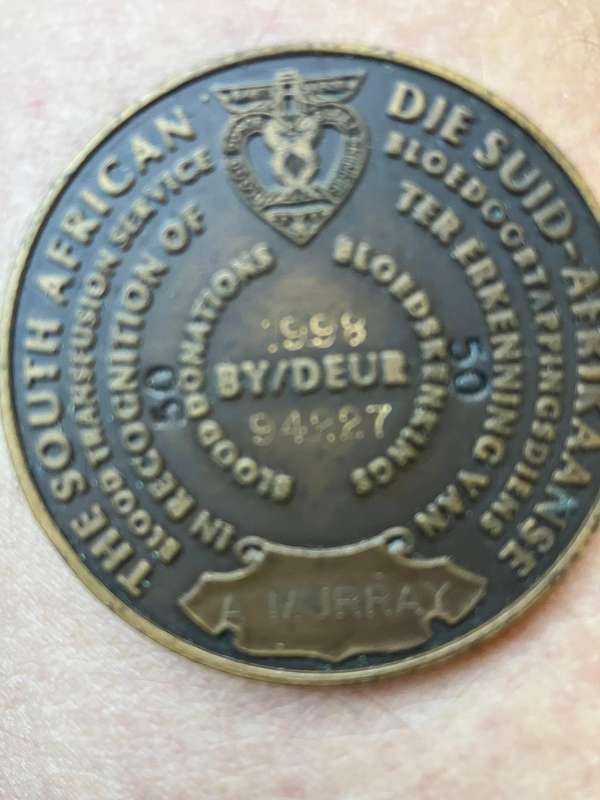 THE SOUTH AFRICAN
BLOOD TRANSFUSION SERVICE
IN RECOGNITION OF
50
BLOOD DONATIONS
DIE SUID-AFRIKAANSE
BLOEDOORTAPPINGSDIENS
TER ERKENNING VAN
50
BLOEDSKENKINGS
1998
BY/DEUR
94227
A MURRAY